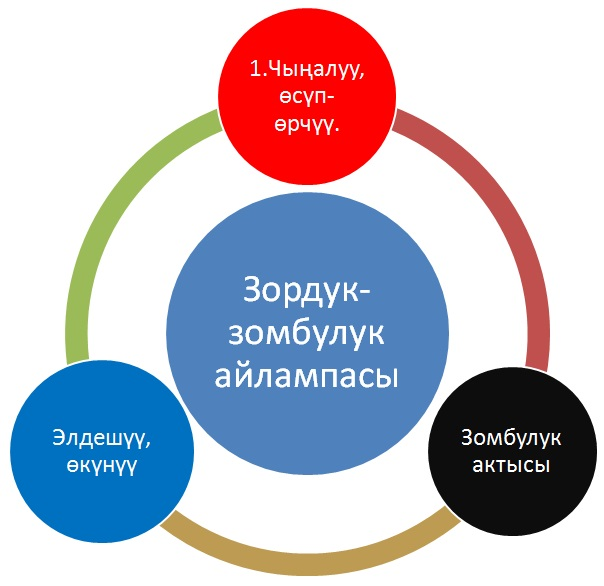 1.Чыңалуу,
өсүп-
өрчүү.
Зордук-
зомбулук
айлампасы
Элдешүү,
өкүнүү
Зомбулук
актысы